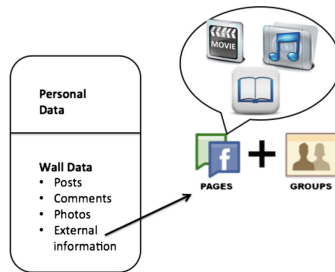 Personal
Data
Wall Data
• Posts
• Comments
• Photos
• External
information
MOVIE
f
PAGES
+
GROUPS